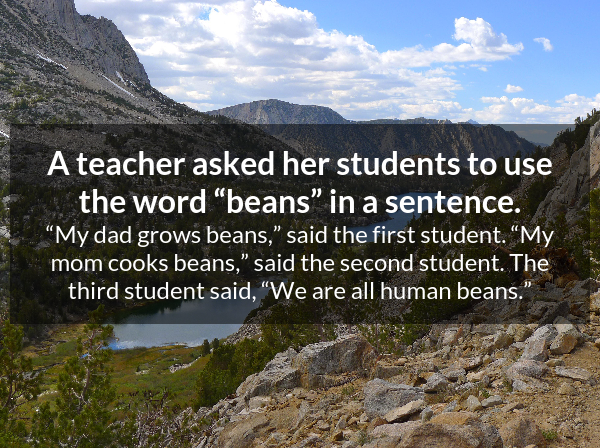 A teacher asked her students to use
the word “beans” in a sentence.
“My dad grows beans,” said the first student. “My
mom cooks beans,” said the second student. The
third student said, “We are all human beans.”